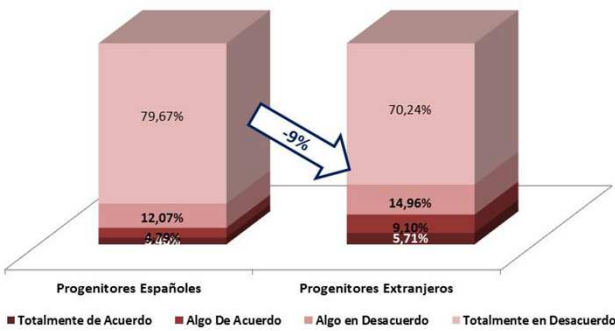 79,67%
70,24%
-9%
12,07%
14,96%
4,79%
9,10%
5,71%
Progenitores Españoles
Progenitores Extranjeros
Totalmente de Acuerdo
Algo De Acuerdo
Algo en Desacuerdo
Totalmente en Desacuerdo